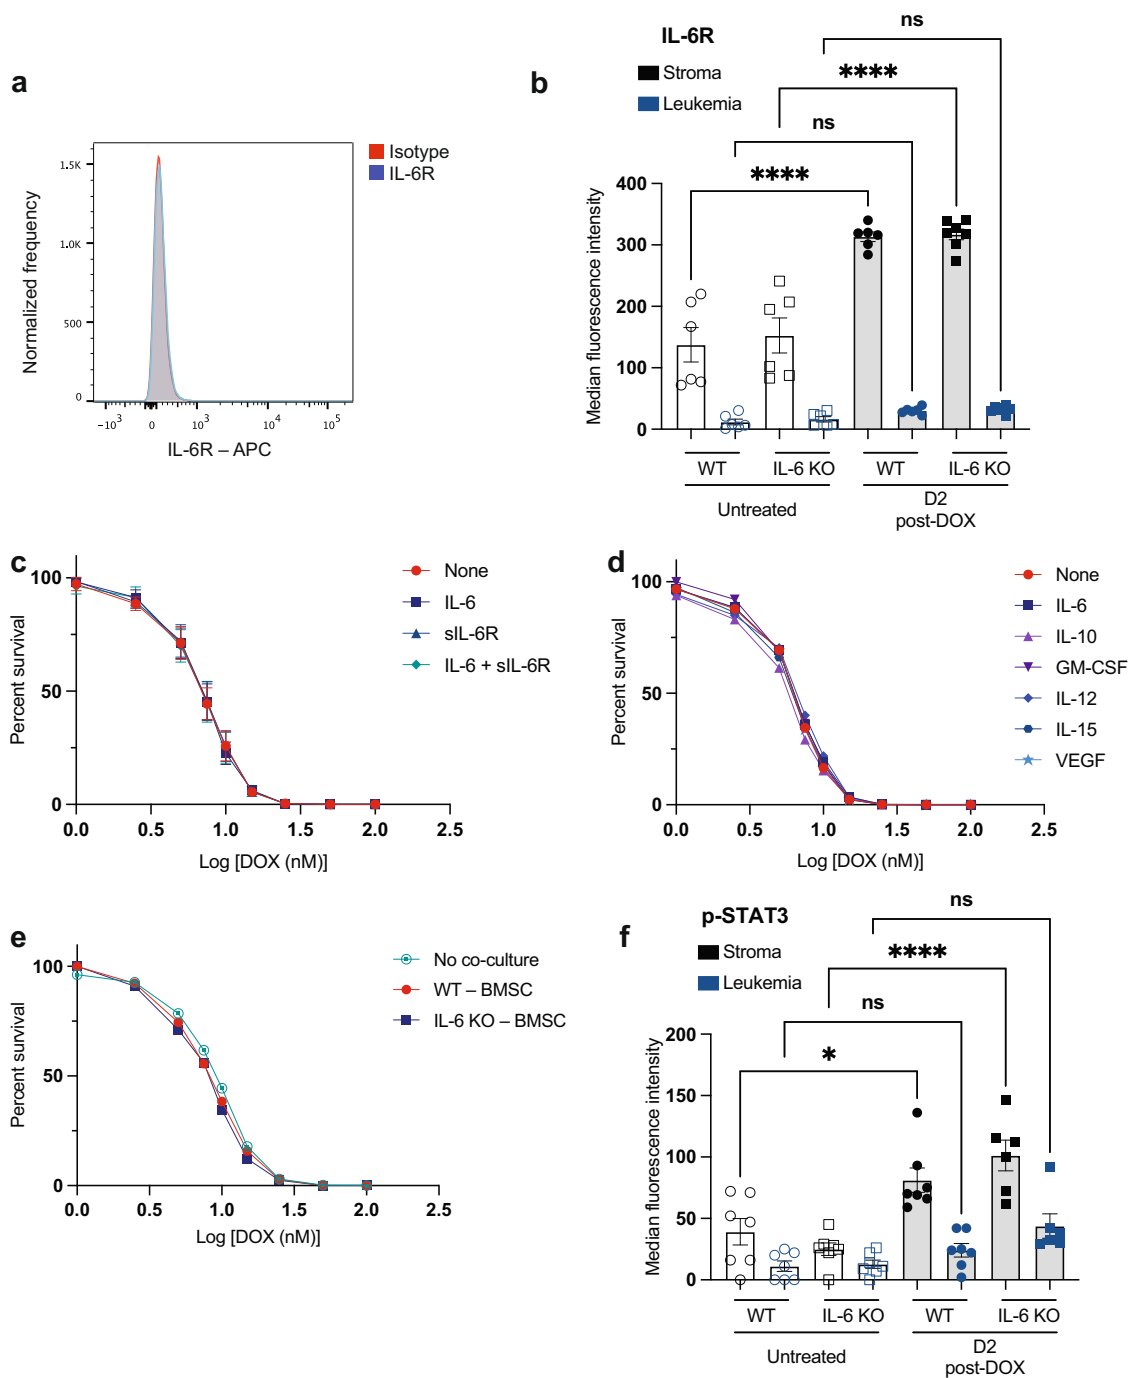 a
Isotype
IL-6R
Normalized frequency
1.5K
1.0K
500
0
–10³
0
10³
10⁴
10⁵
IL-6R – APC
b
IL-6R
Stroma
Leukemia
ns
****
ns
****
Median fluorescence intensity
400
300
200
100
0
WT
IL-6 KO
WT
IL-6 KO
Untreated
D2
post-DOX
c
None
IL-6
sIL-6R
IL-6 + sIL-6R
Percent survival
100
50
0
0.0
0.5
1.0
1.5
2.0
2.5
Log [DOX (nM)]
d
None
IL-6
IL-10
GM-CSF
IL-12
IL-15
VEGF
Percent survival
100
50
0
0.0
0.5
1.0
1.5
2.0
2.5
Log [DOX (nM)]
e
No co-culture
WT – BMSC
IL-6 KO – BMSC
Percent survival
100
50
0
0.0
0.5
1.0
1.5
2.0
2.5
Log [DOX (nM)]
f
p-STAT3
Stroma
Leukemia
ns
****
ns
*
Median fluorescence intensity
200
150
100
50
0
WT
IL-6 KO
WT
IL-6 KO
Untreated
D2
post-DOX